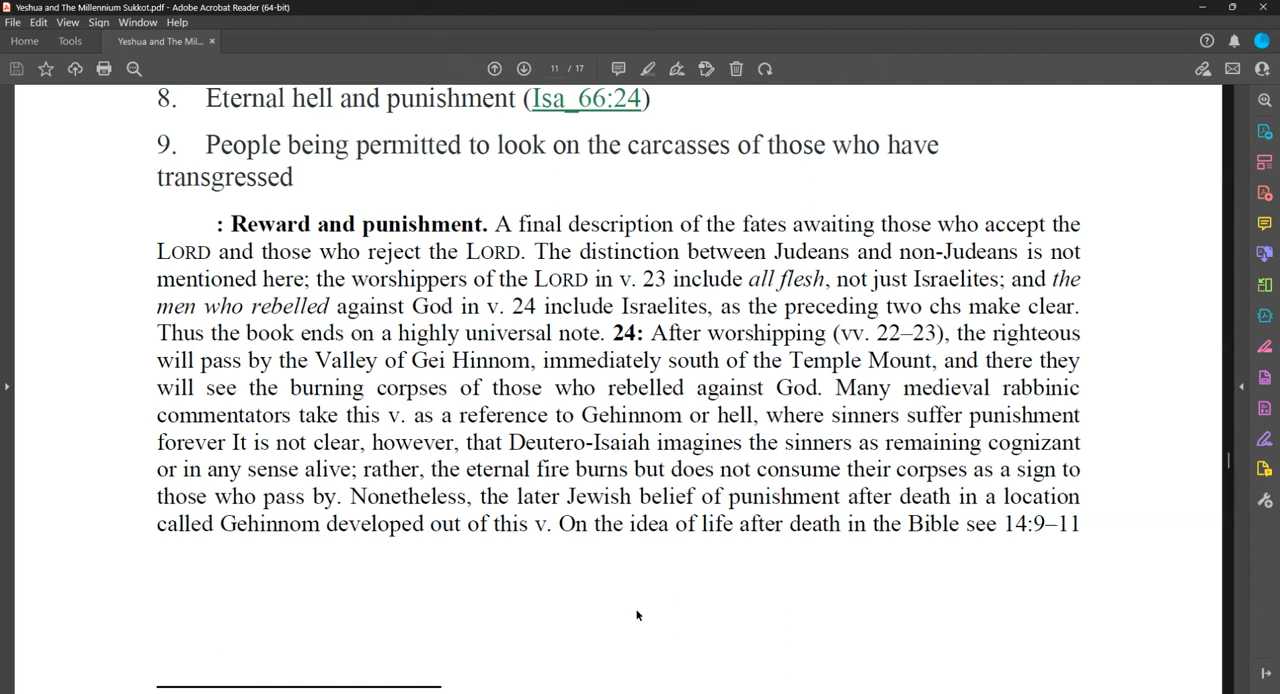 Yeshua and The Millennium Sukkot.pdf - Adobe Acrobat Reader (64-bit)
File Edit View Sign Window Help
Home Tools Yeshua and The Mil... ×
11 / 17
8. Eternal hell and punishment (Isa_66:24)
9. People being permitted to look on the carcasses of those who have
transgressed
: Reward and punishment. A final description of the fates awaiting those who accept the
LORD and those who reject the LORD. The distinction between Judeans and non-Judeans is not
mentioned here; the worshippers of the LORD in v. 23 include all flesh, not just Israelites; and the
men who rebelled against God in v. 24 include Israelites, as the preceding two chs make clear.
Thus the book ends on a highly universal note. 24: After worshipping (vv. 22–23), the righteous
will pass by the Valley of Gei Hinnom, immediately south of the Temple Mount, and there they
will see the burning corpses of those who rebelled against God. Many medieval rabbinic
commentators take this v. as a reference to Gehinnom or hell, where sinners suffer punishment
forever It is not clear, however, that Deutero-Isaiah imagines the sinners as remaining cognizant
or in any sense alive; rather, the eternal fire burns but does not consume their corpses as a sign to
those who pass by. Nonetheless, the later Jewish belief of punishment after death in a location
called Gehinnom developed out of this v. On the idea of life after death in the Bible see 14:9–11